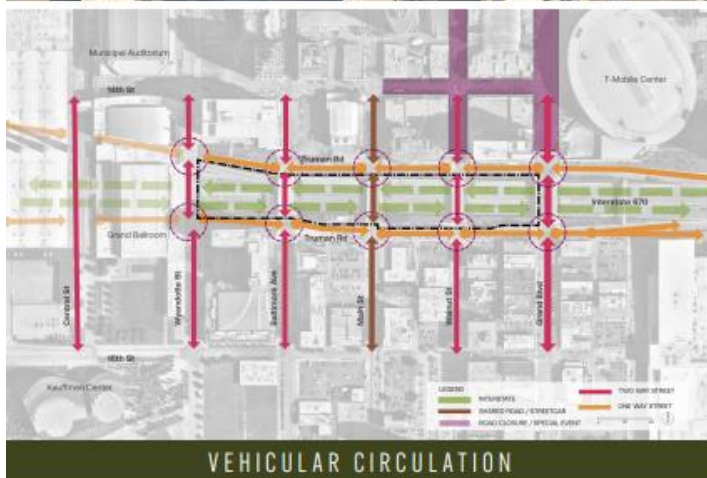 Municipal Auditorium
T-Mobile Center
14th St
Truman Rd
Interstate 670
Grand Ballroom
Truman Rd
Central St
Wyandotte St
Baltimore Ave
Main St
Walnut St
Grand Blvd
16th St
Kauffman Center
LEGEND
INTERSTATE
SHARED ROAD / STREETCAR
ROAD CLOSURE / SPECIAL EVENT
TWO WAY STREET
ONE WAY STREET
VEHICULAR CIRCULATION